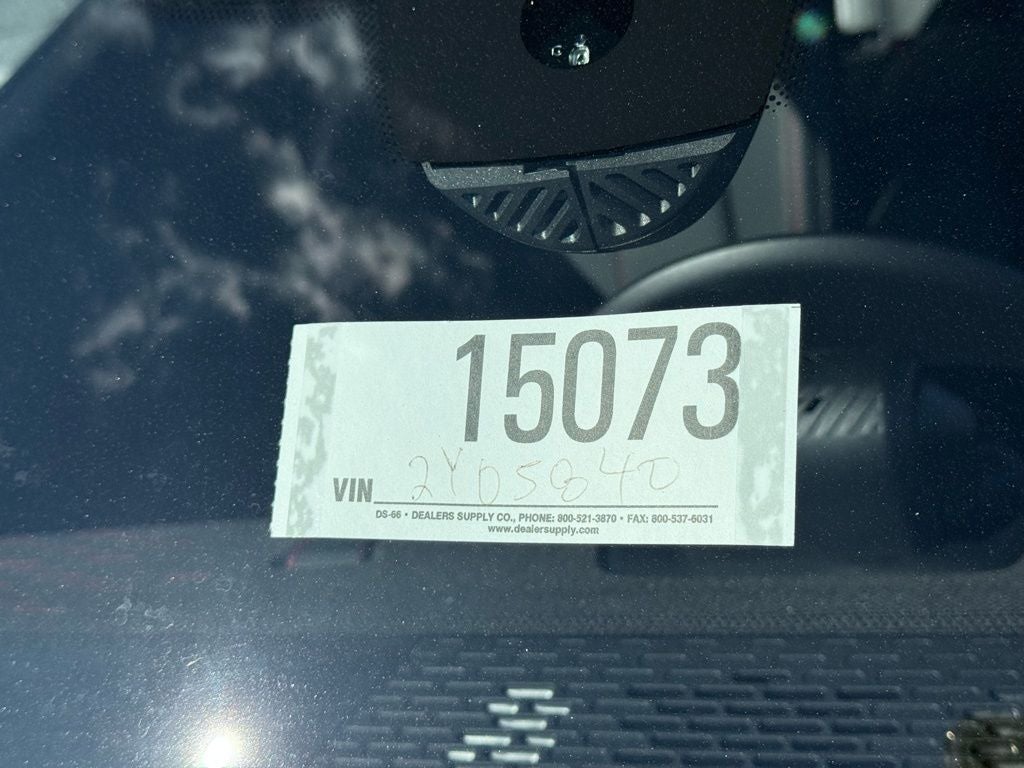 15073
VIN 2Y05840
DS-66 • DEALERS SUPPLY CO., PHONE: 800-521-3870 • FAX: 800-537-6031
www.dealersupply.com